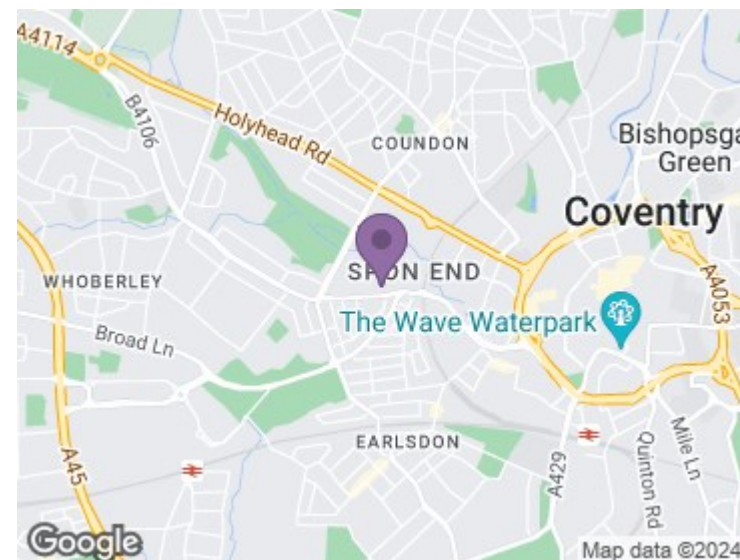 A4114
B4106
Holyhead Rd
COUNDON
Bishopsga
Green
Coventry
SPON END
WHOBERLEY
A4053
The Wave Waterpark
Broad Ln
EARLSDON
A45
A429
Quinton Rd
Mile Ln
Google
Map data ©2024